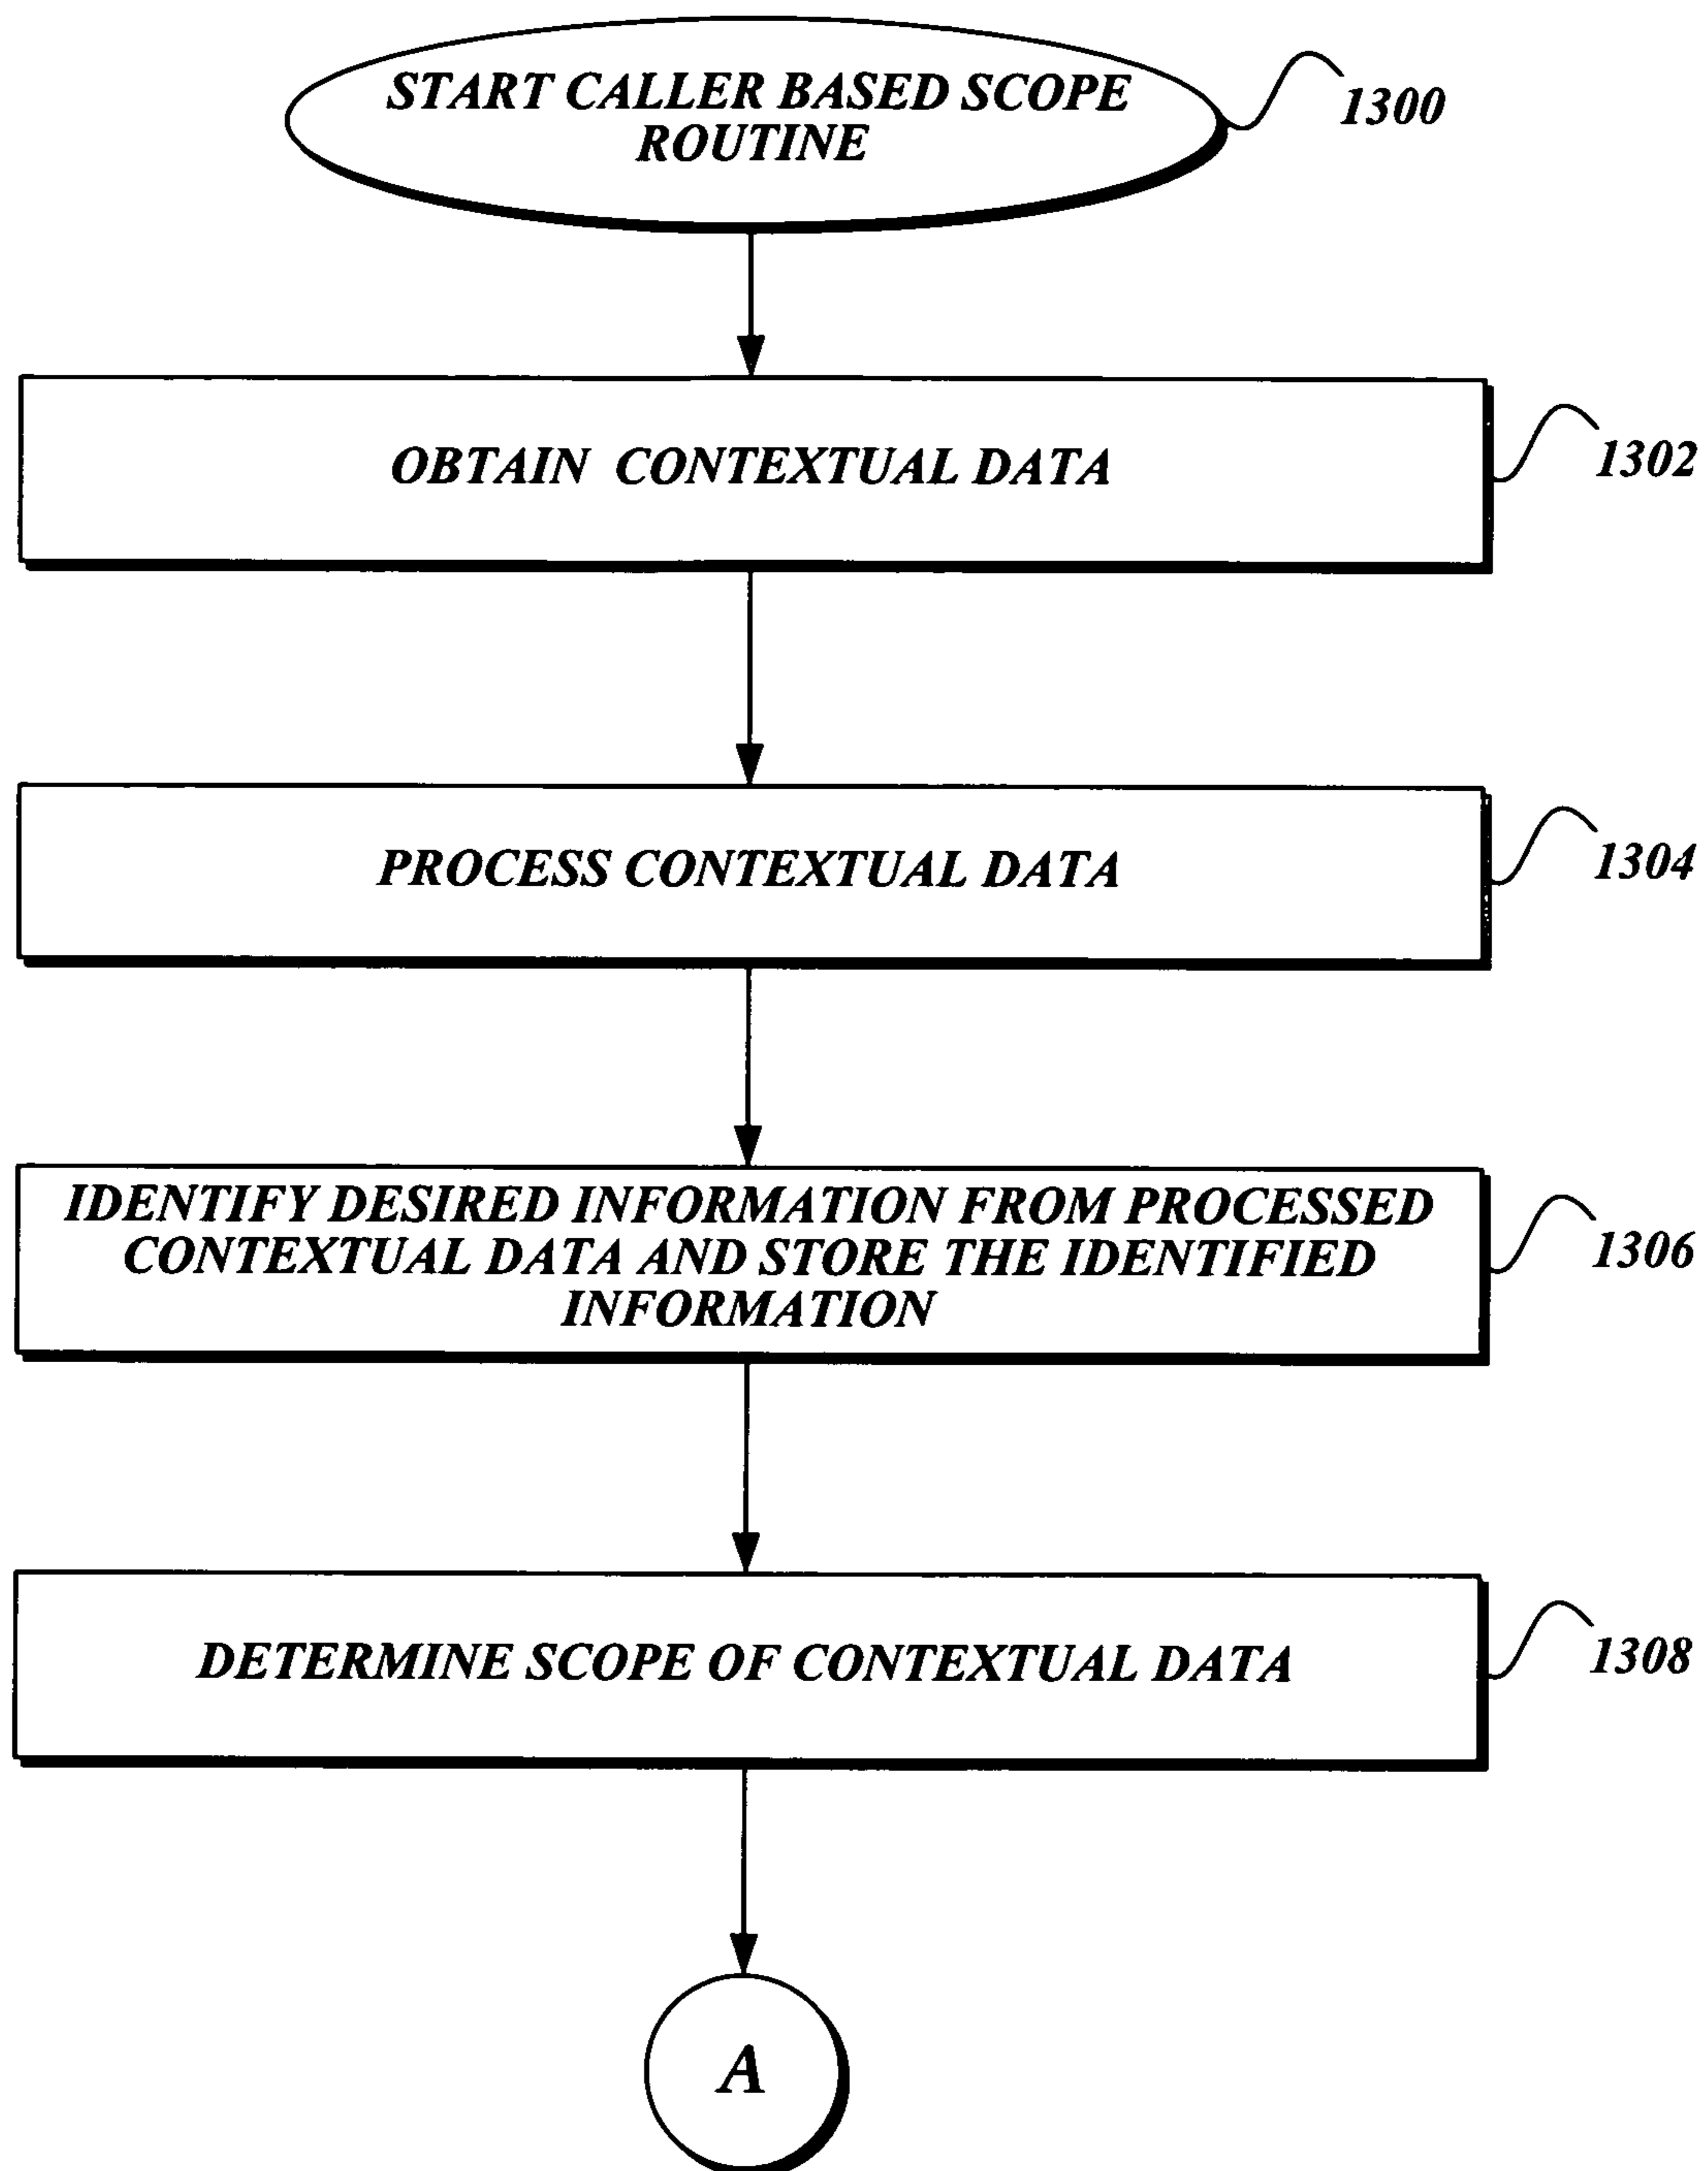 START CALLER BASED SCOPE
ROUTINE
1300
OBTAIN CONTEXTUAL DATA
1302
PROCESS CONTEXTUAL DATA
1304
IDENTIFY DESIRED INFORMATION FROM PROCESSED
CONTEXTUAL DATA AND STORE THE IDENTIFIED
INFORMATION
1306
DETERMINE SCOPE OF CONTEXTUAL DATA
1308
A